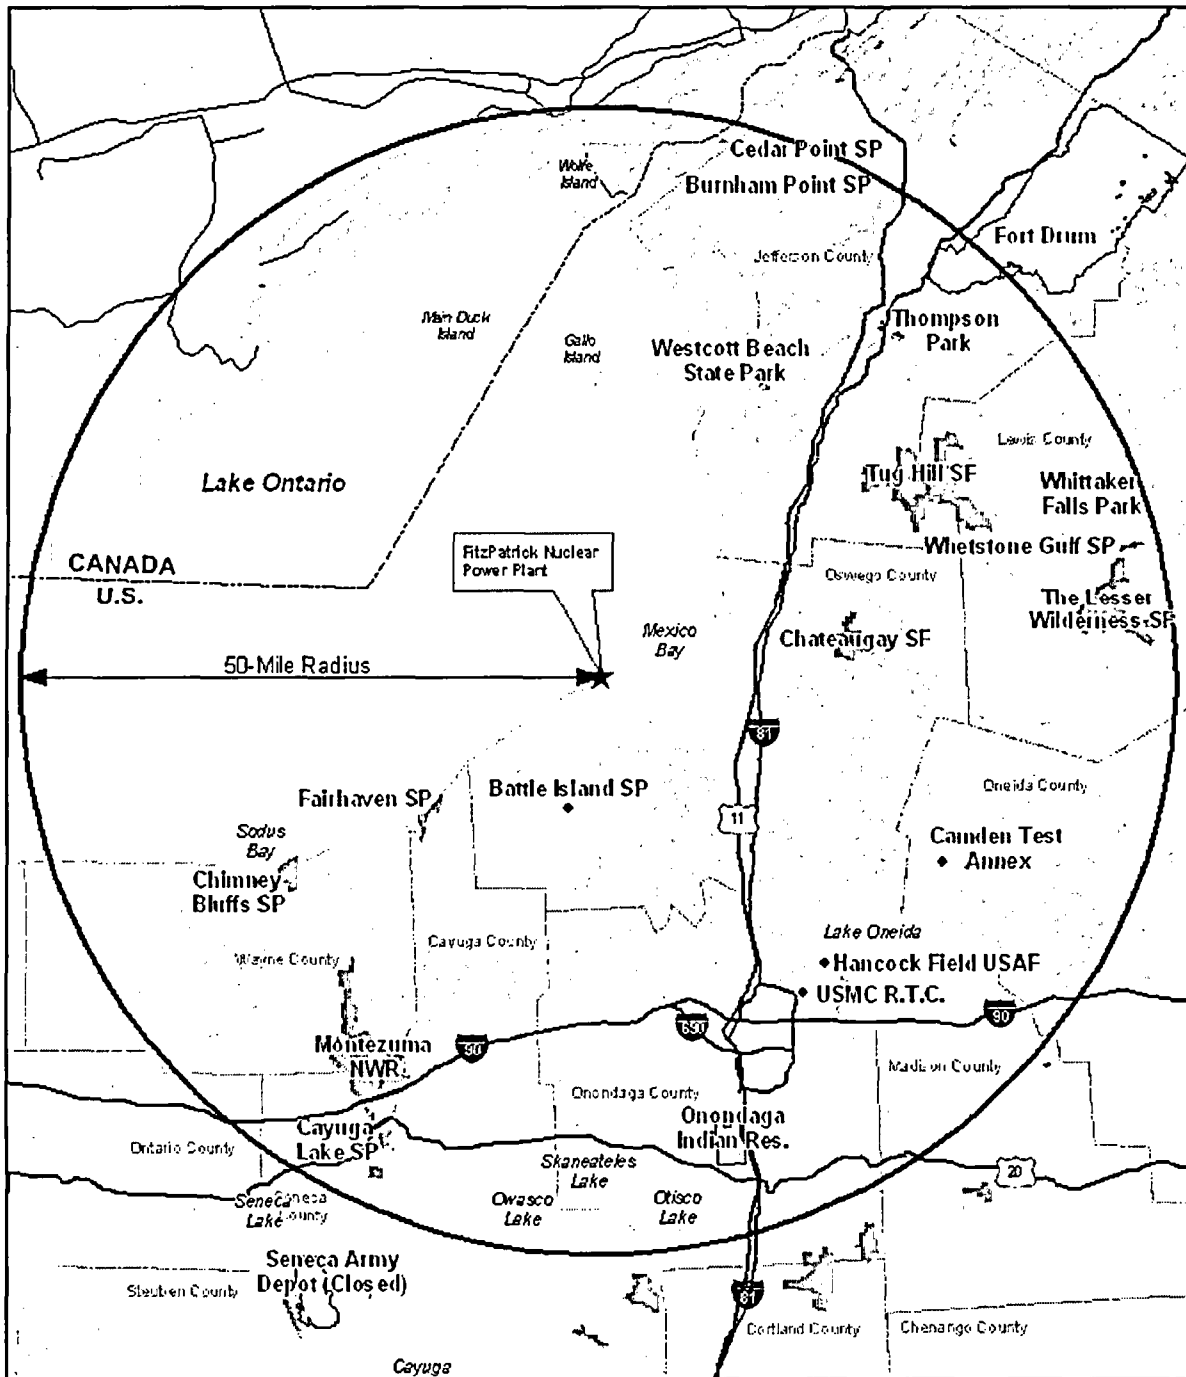 Cedar Point SP
Wolfe
Island
Burnham Point SP
Fort Drum
Jefferson County
Main Duck
Island
Gallo
Island
Thompson
Park
Westcott Beach
State Park
Lewis County
Lake Ontario
Tug Hill SF
Whittaker
Falls Park
Whetstone Gulf SP
FitzPatrick Nuclear
Power Plant
CANADA
U.S.
Oswego County
The Lesser
Wilderness SF
Mexico
Bay
Chateaugay SF
50-Mile Radius
81
Battle Island SP
Fairhaven SP
Oneida County
11
Sodus
Bay
Camden Test
Annex
Chimney
Bluffs SP
Lake Oneida
Cayuga County
Wayne County
Hancock Field USAF
USMC R.T.C.
90
690
90
Montezuma
NWR
Madison County
Onondaga County
Onondaga
Indian Res.
Cayuga
Lake SP
Ontario County
Skaneateles
Lake
20
Seneca
Lake
Seneca
County
Owasco
Lake
Otisco
Lake
Seneca Army
Depot (Closed)
Steuben County
81
Cortland County
Chenango County
Cayuga